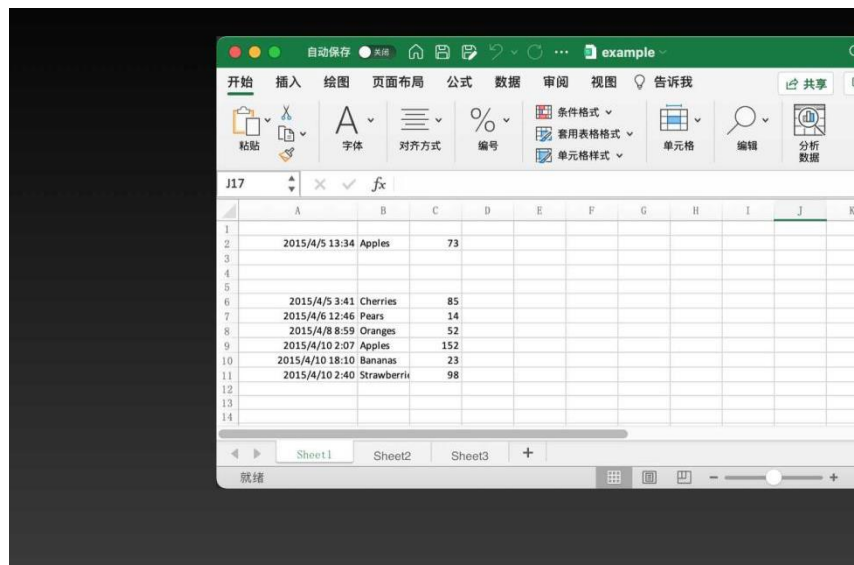 自动保存 关闭 example
开始 插入 绘图 页面布局 公式 数据 审阅 视图 告诉我 共享
粘贴 字体 对齐方式 % 编号 条件格式 套用表格格式 单元格样式 单元格 编辑 分析数据
J17 fx
A B C D E F G H I J K
1
2 2015/4/5 13:34 Apples 73
3
4
5
6 2015/4/5 3:41 Cherries 85
7 2015/4/6 12:46 Pears 14
8 2015/4/8 8:59 Oranges 52
9 2015/4/10 2:07 Apples 152
10 2015/4/10 18:10 Bananas 23
11 2015/4/10 2:40 Strawberrie 98
12
13
14
Sheet1 Sheet2 Sheet3 +
就绪 - +